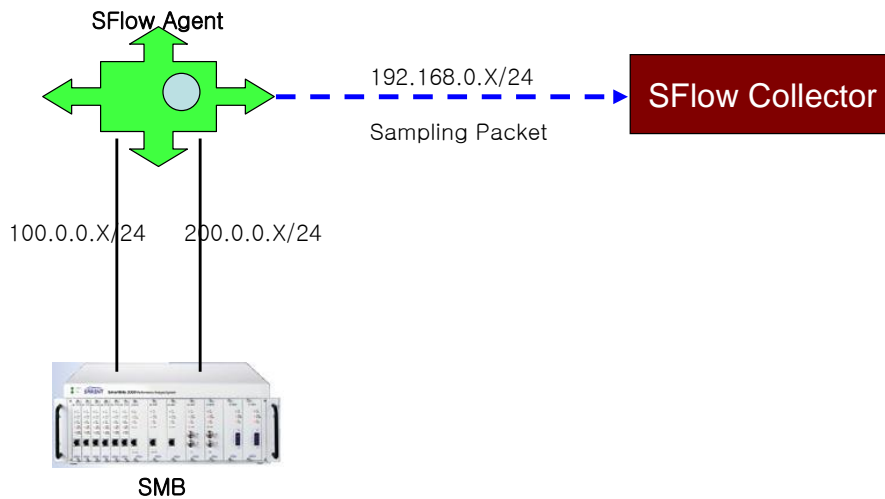 SFlow Agent
192.168.0.X/24
SFlow Collector
Sampling Packet
100.0.0.X/24
200.0.0.X/24
SPIRENT
SMB